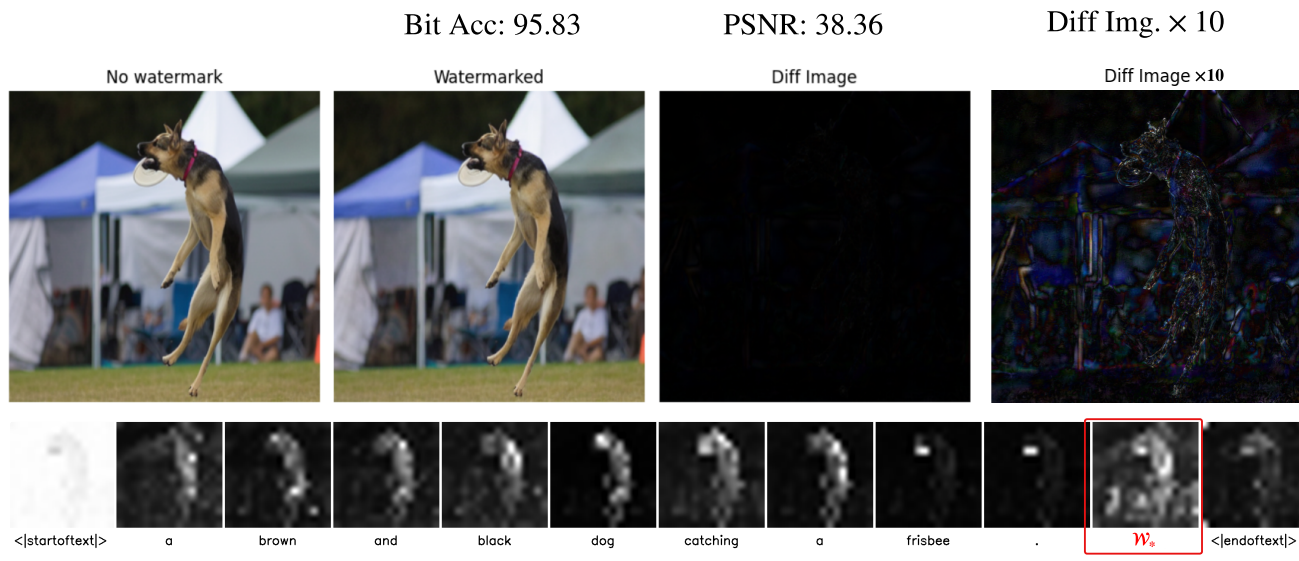 Bit Acc: 95.83 PSNR: 38.36 Diff Img. × 10
No watermark Watermarked Diff Image Diff Image ×10
<|startoftext|> a brown and black dog catching a frisbee . 𝒲* <|endoftext|>